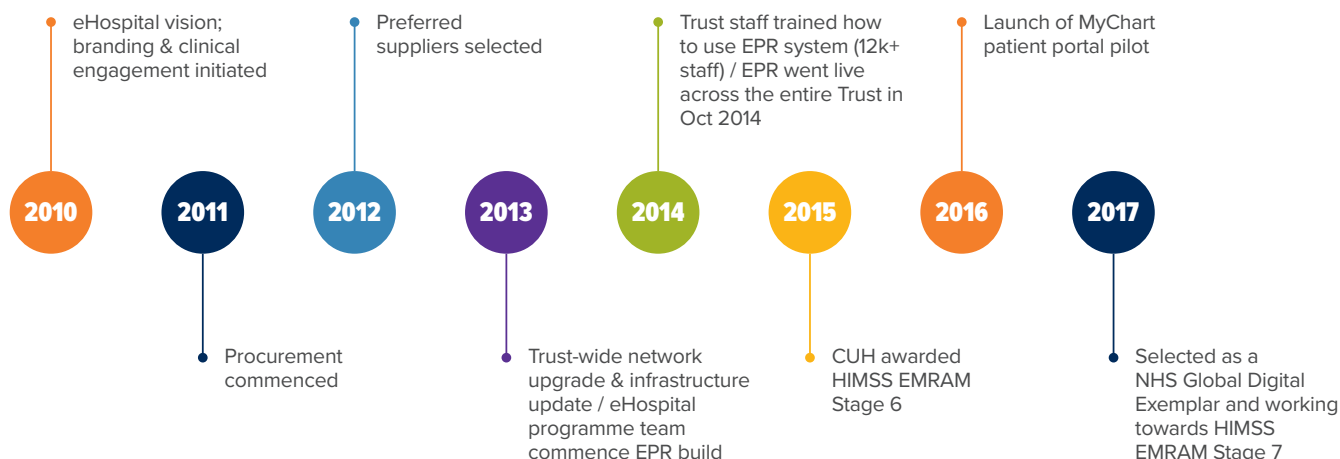 eHospital vision;
branding & clinical
engagement initiated
Preferred
suppliers selected
Trust staff trained how
to use EPR system (12k+
staff) / EPR went live
across the entire Trust in
Oct 2014
Launch of MyChart
patient portal pilot
2010
2011
2012
2013
2014
2015
2016
2017
Procurement
commenced
Trust-wide network
upgrade & infrastructure
update / eHospital
programme team
commence EPR build
CUH awarded
HIMSS EMRAM
Stage 6
Selected as a
NHS Global Digital
Exemplar and working
towards HIMSS
EMRAM Stage 7